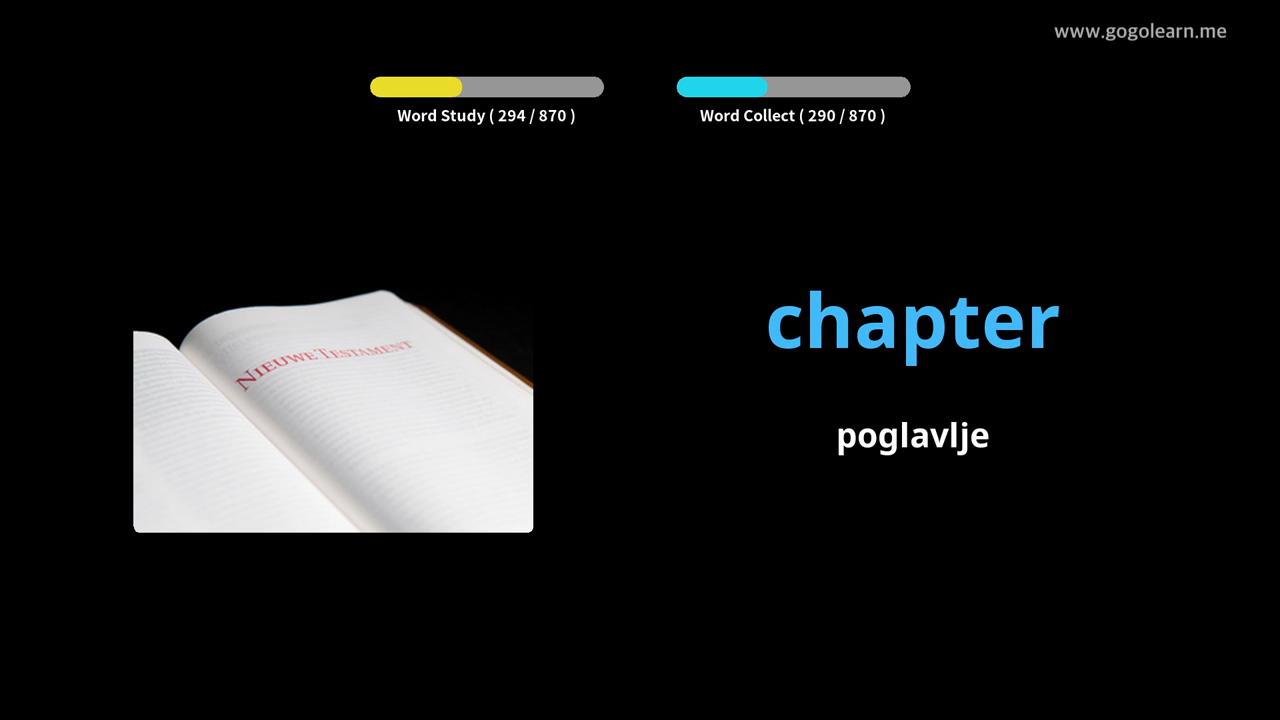 www.gogolearn.me
Word Study ( 294 / 870 )
Word Collect ( 290 / 870 )
NIEUWE TESTAMENT
chapter
poglavlje